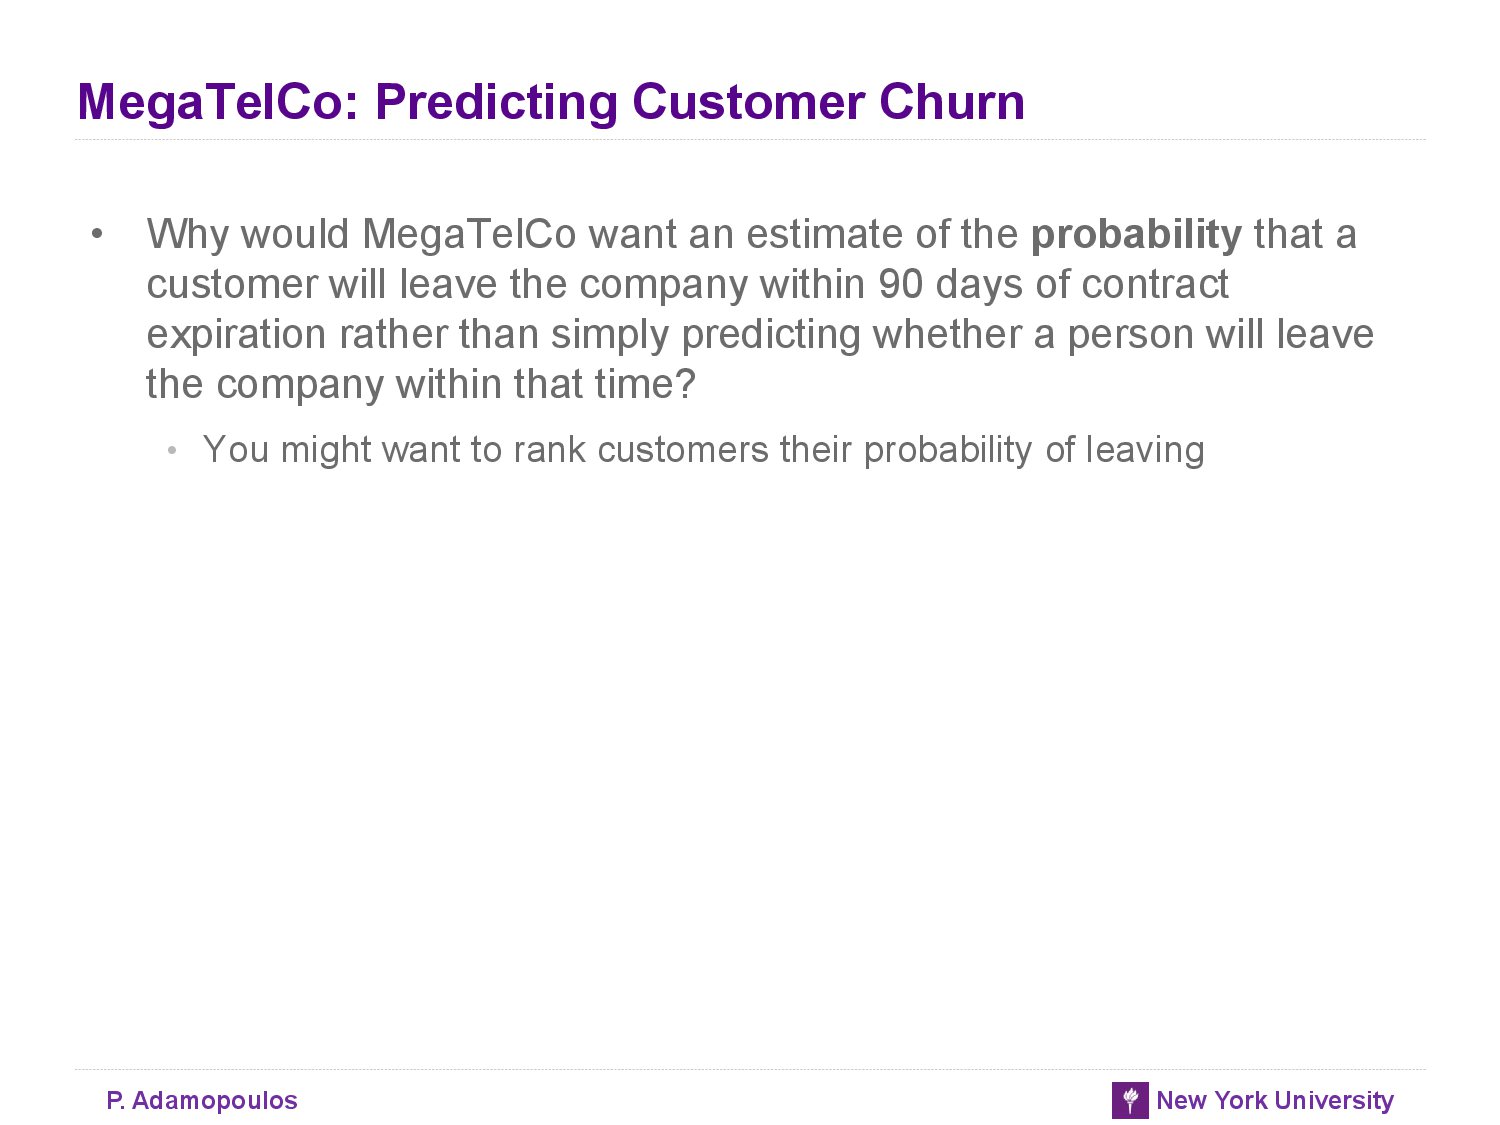 MegaTelCo: Predicting Customer Churn
• Why would MegaTelCo want an estimate of the probability that a
customer will leave the company within 90 days of contract
expiration rather than simply predicting whether a person will leave
the company within that time?
• You might want to rank customers their probability of leaving
P. Adamopoulos
New York University